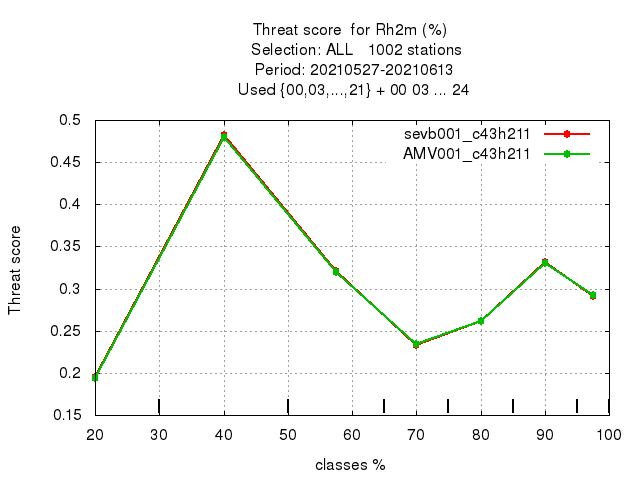 Threat score for Rh2m (%)
Selection: ALL 1002 stations
Period: 20210527-20210613
Used {00,03,...,21} + 00 03 ... 24
sevb001_c43h211
AMV001_c43h211
0.5
0.45
0.4
0.35
0.3
0.25
0.2
0.15
Threat score
20 30 40 50 60 70 80 90 100
classes %